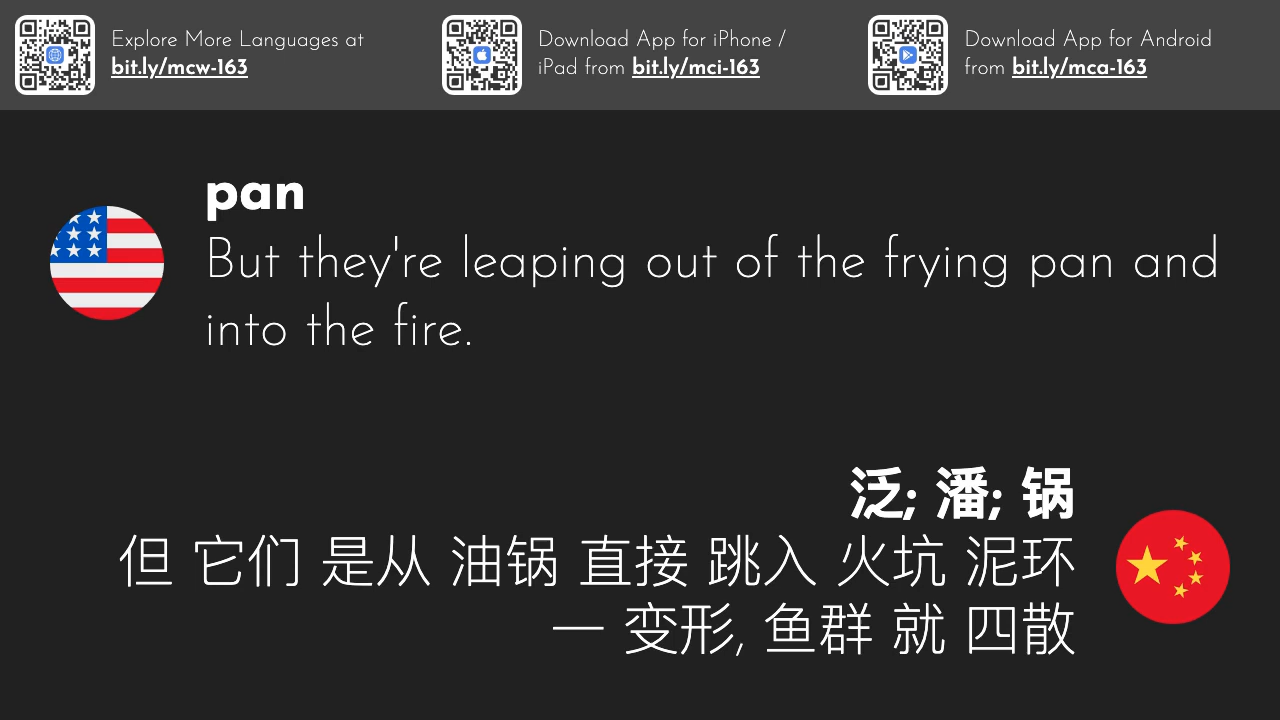 Explore More Languages at
bit.ly/mcw-163
Download App for iPhone /
iPad from bit.ly/mci-163
Download App for Android
from bit.ly/mca-163
pan
But they're leaping out of the frying pan and
into the fire.
泛; 潘; 锅
但 它们 是从 油锅 直接 跳入 火坑 泥环
一 变形, 鱼群 就 四散